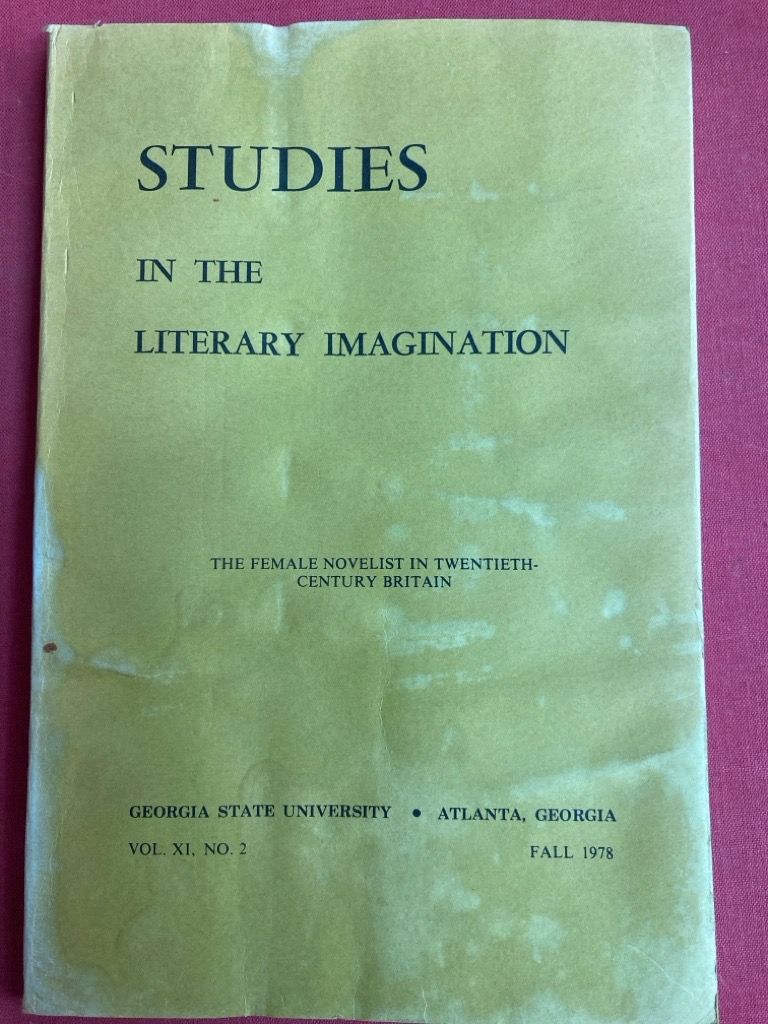 STUDIES
IN THE
LITERARY IMAGINATION
THE FEMALE NOVELIST IN TWENTIETH-
CENTURY BRITAIN
GEORGIA STATE UNIVERSITY • ATLANTA, GEORGIA
VOL. XI, NO. 2 FALL 1978